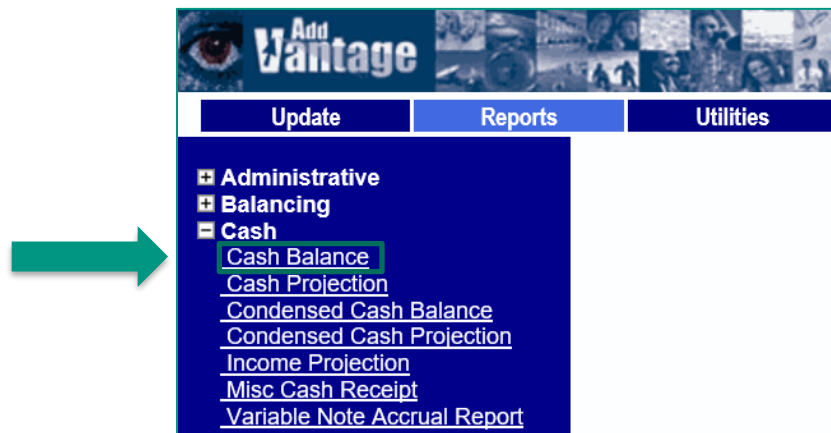 Add
Vantage
Update Reports Utilities
Administrative
Balancing
Cash
Cash Balance
Cash Projection
Condensed Cash Balance
Condensed Cash Projection
Income Projection
Misc Cash Receipt
Variable Note Accrual Report